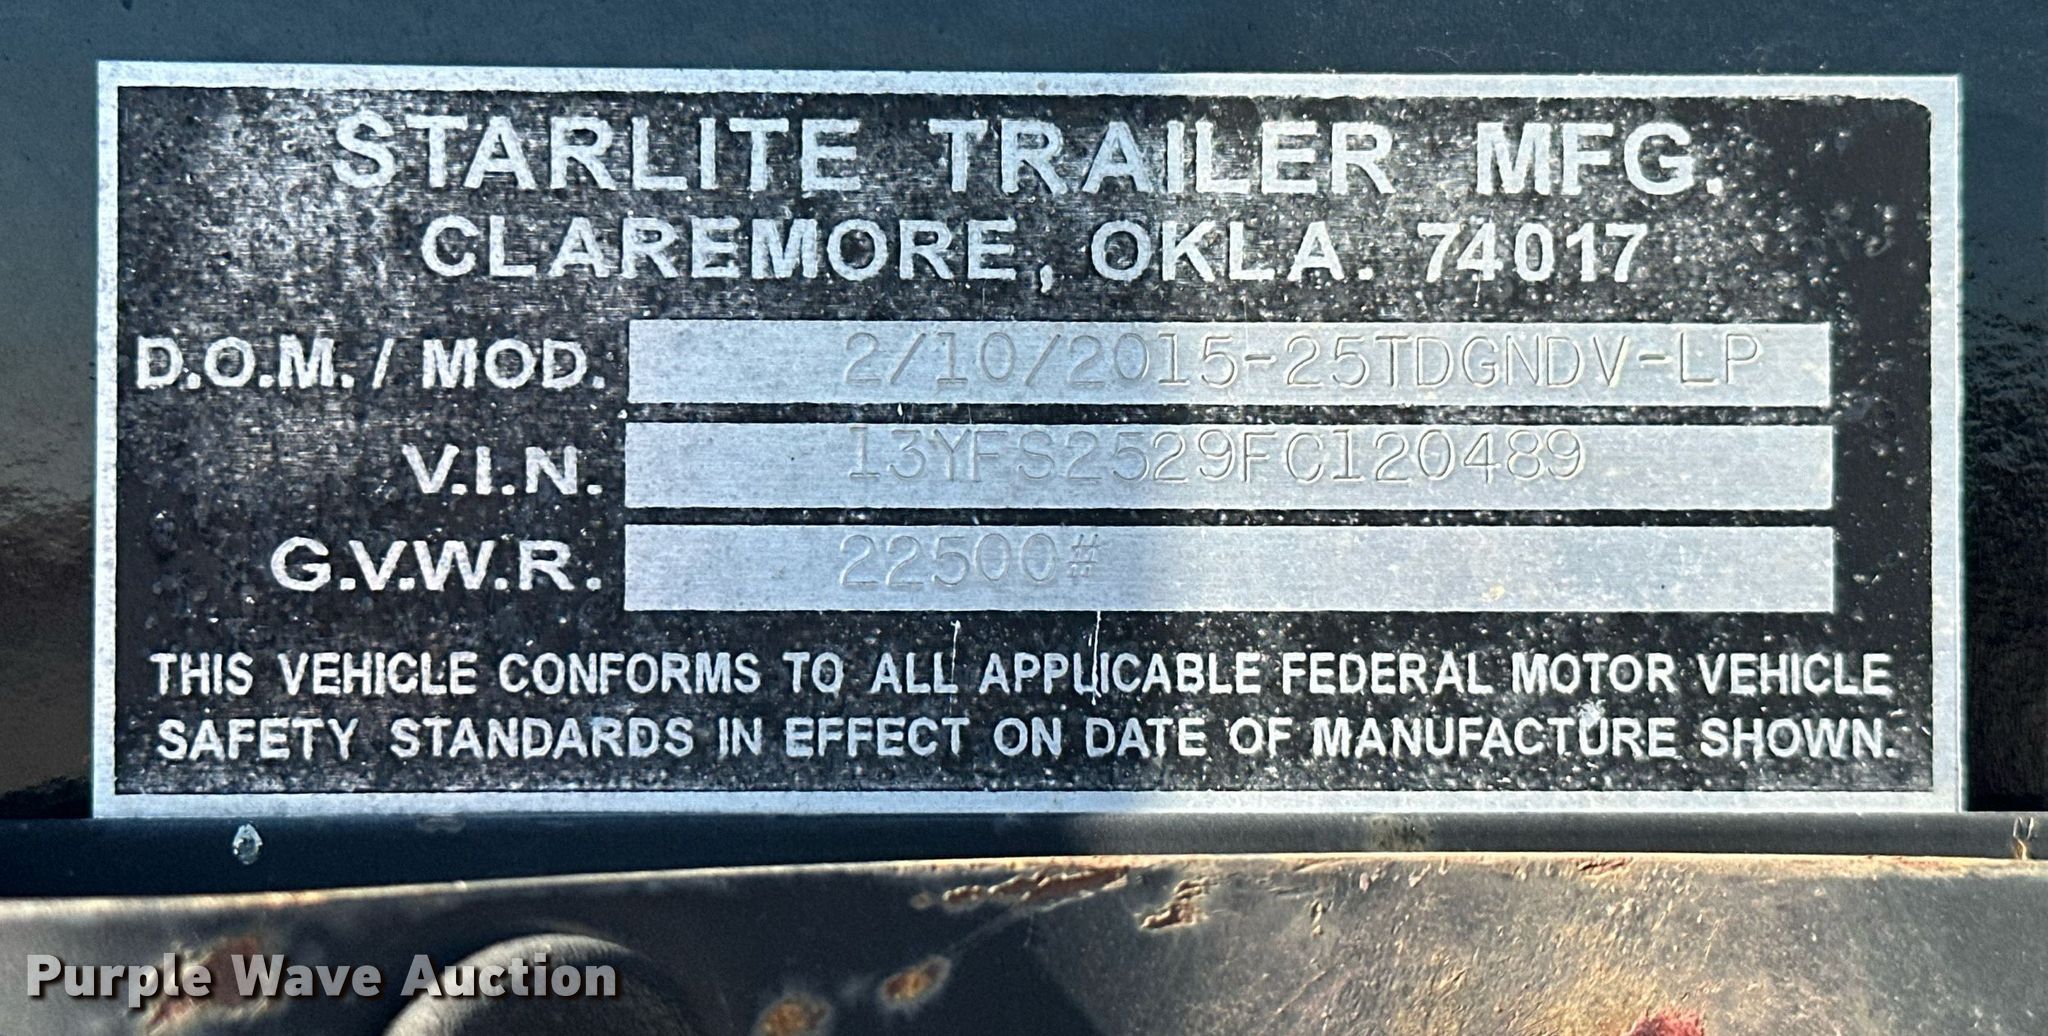 STARLITE TRAILER MFG.
CLAREMORE, OKLA. 74017
D.O.M. / MOD. 2/10/2015-25TDGNDV-LP
V.I.N. 13YFS2529FC120489
G.V.W.R. 22500#
THIS VEHICLE CONFORMS TO ALL APPLICABLE FEDERAL MOTOR VEHICLE
SAFETY STANDARDS IN EFFECT ON DATE OF MANUFACTURE SHOWN.
Purple Wave Auction